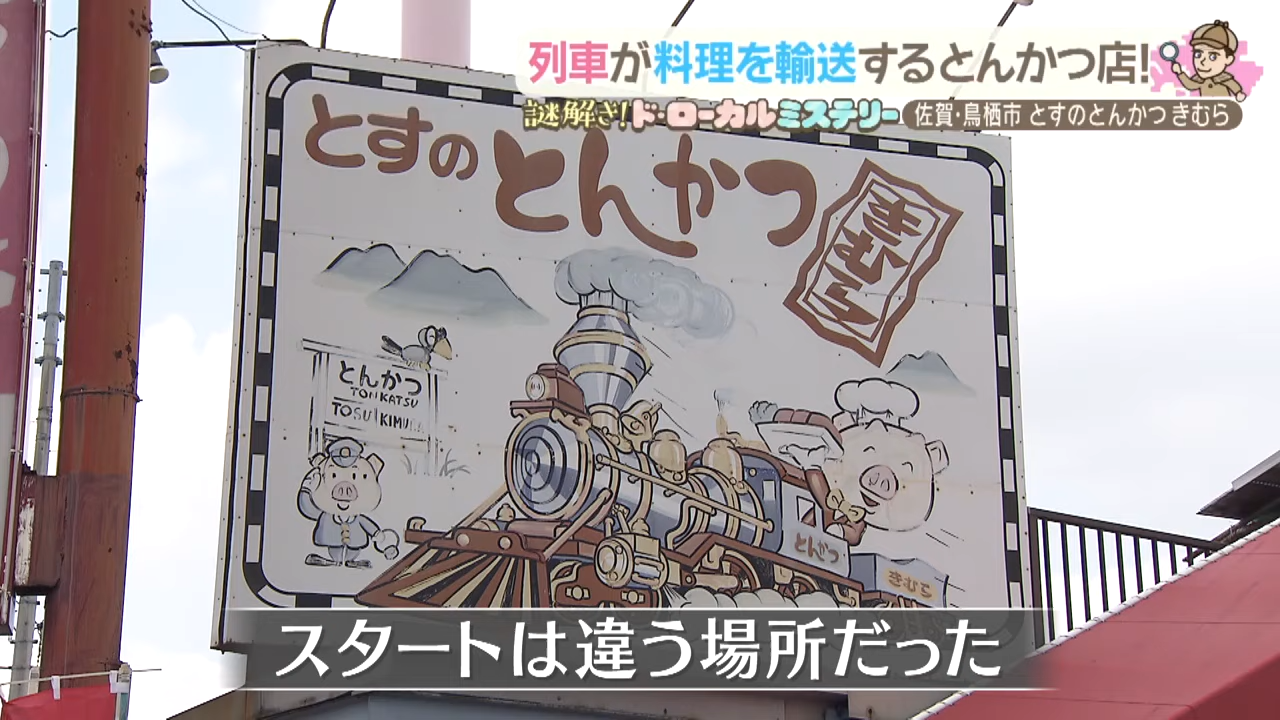 列車が料理を輸送するとんかつ店!
謎解き!ド・ローカルミステリー 佐賀・鳥栖市 とすのとんかつ きむら
とすの とんかつ
きむら
とんかつ
TONKATSU
TOSU KIMURA
とんかつ
きむら
スタートは違う場所だった